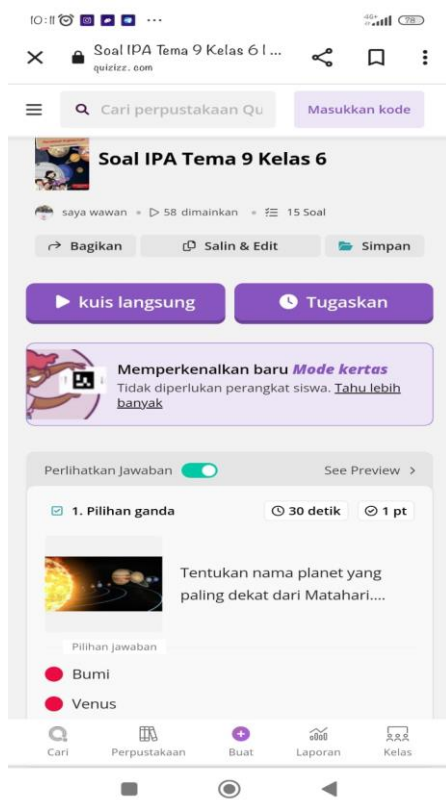 10:11
4G+
78
Soal IPA Tema 9 Kelas 6 I ...
quizizz.com
Cari perpustakaan Qu
Masukkan kode
Soal IPA Tema 9 Kelas 6
saya wawan • 58 dimainkan • 15 Soal
Bagikan
Salin & Edit
Simpan
kuis langsung
Tugaskan
Memperkenalkan baru Mode kertas
Tidak diperlukan perangkat siswa. Tahu lebih
banyak
Perlihatkan Jawaban
See Preview >
1. Pilihan ganda
30 detik
1 pt
Tentukan nama planet yang
paling dekat dari Matahari....
Pilihan jawaban
Bumi
Venus
Cari
Perpustakaan
Buat
Laporan
Kelas